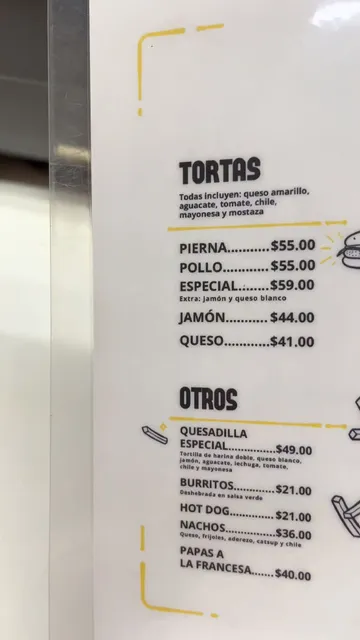 TORTAS
Todas incluyen: queso amarillo,
aguacate, tomate, chile,
mayonesa y mostaza
PIERNA...........$55.00
POLLO............$55.00
ESPECIAL.......$59.00
Extra: jamón y queso blanco
JAMÓN...........$44.00
QUESO............$41.00
OTROS
QUESADILLA
ESPECIAL............$49.00
Tortilla de harina doble, queso blanco,
jamón, aguacate, lechuga, tomate,
chile y mayonesa
BURRITOS..........$21.00
Deshebrada en salsa verde
HOT DOG...........$21.00
NACHOS............$36.00
Queso, frijoles, aderezo, catsup y chile
PAPAS A
LA FRANCESA......$40.00